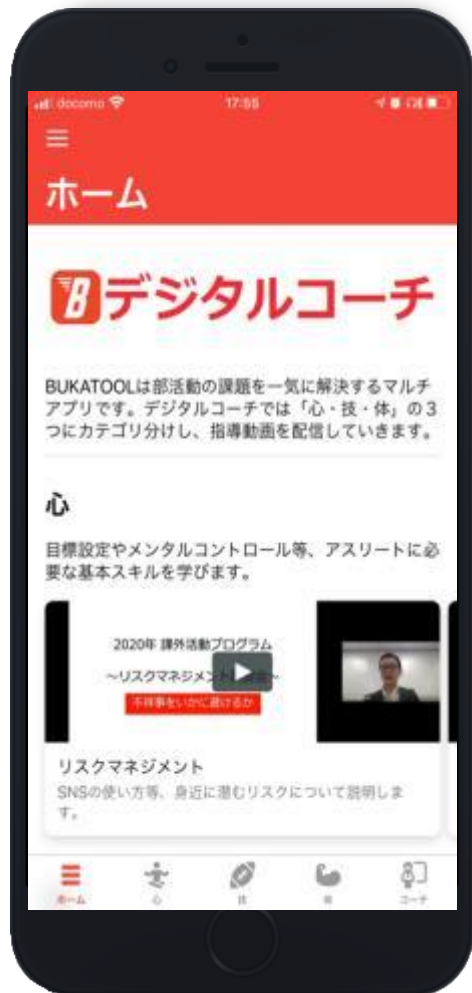 docomo
17:55
ホーム
B デジタルコーチ
BUKATOOLは部活動の課題を一気に解決するマルチ
アプリです。デジタルコーチでは「心・技・体」の3
つにカテゴリ分けし、指導動画を配信していきます。
心
目標設定やメンタルコントロール等、アスリートに必
要な基本スキルを学びます。
2020年 課外活動プログラム
〜リスクマネジメント
不祥事をいかに避けるか
リスクマネジメント
SNSの使い方等、身近に潜むリスクについて説明しま
す。
ホーム
心
技
体
コーチ